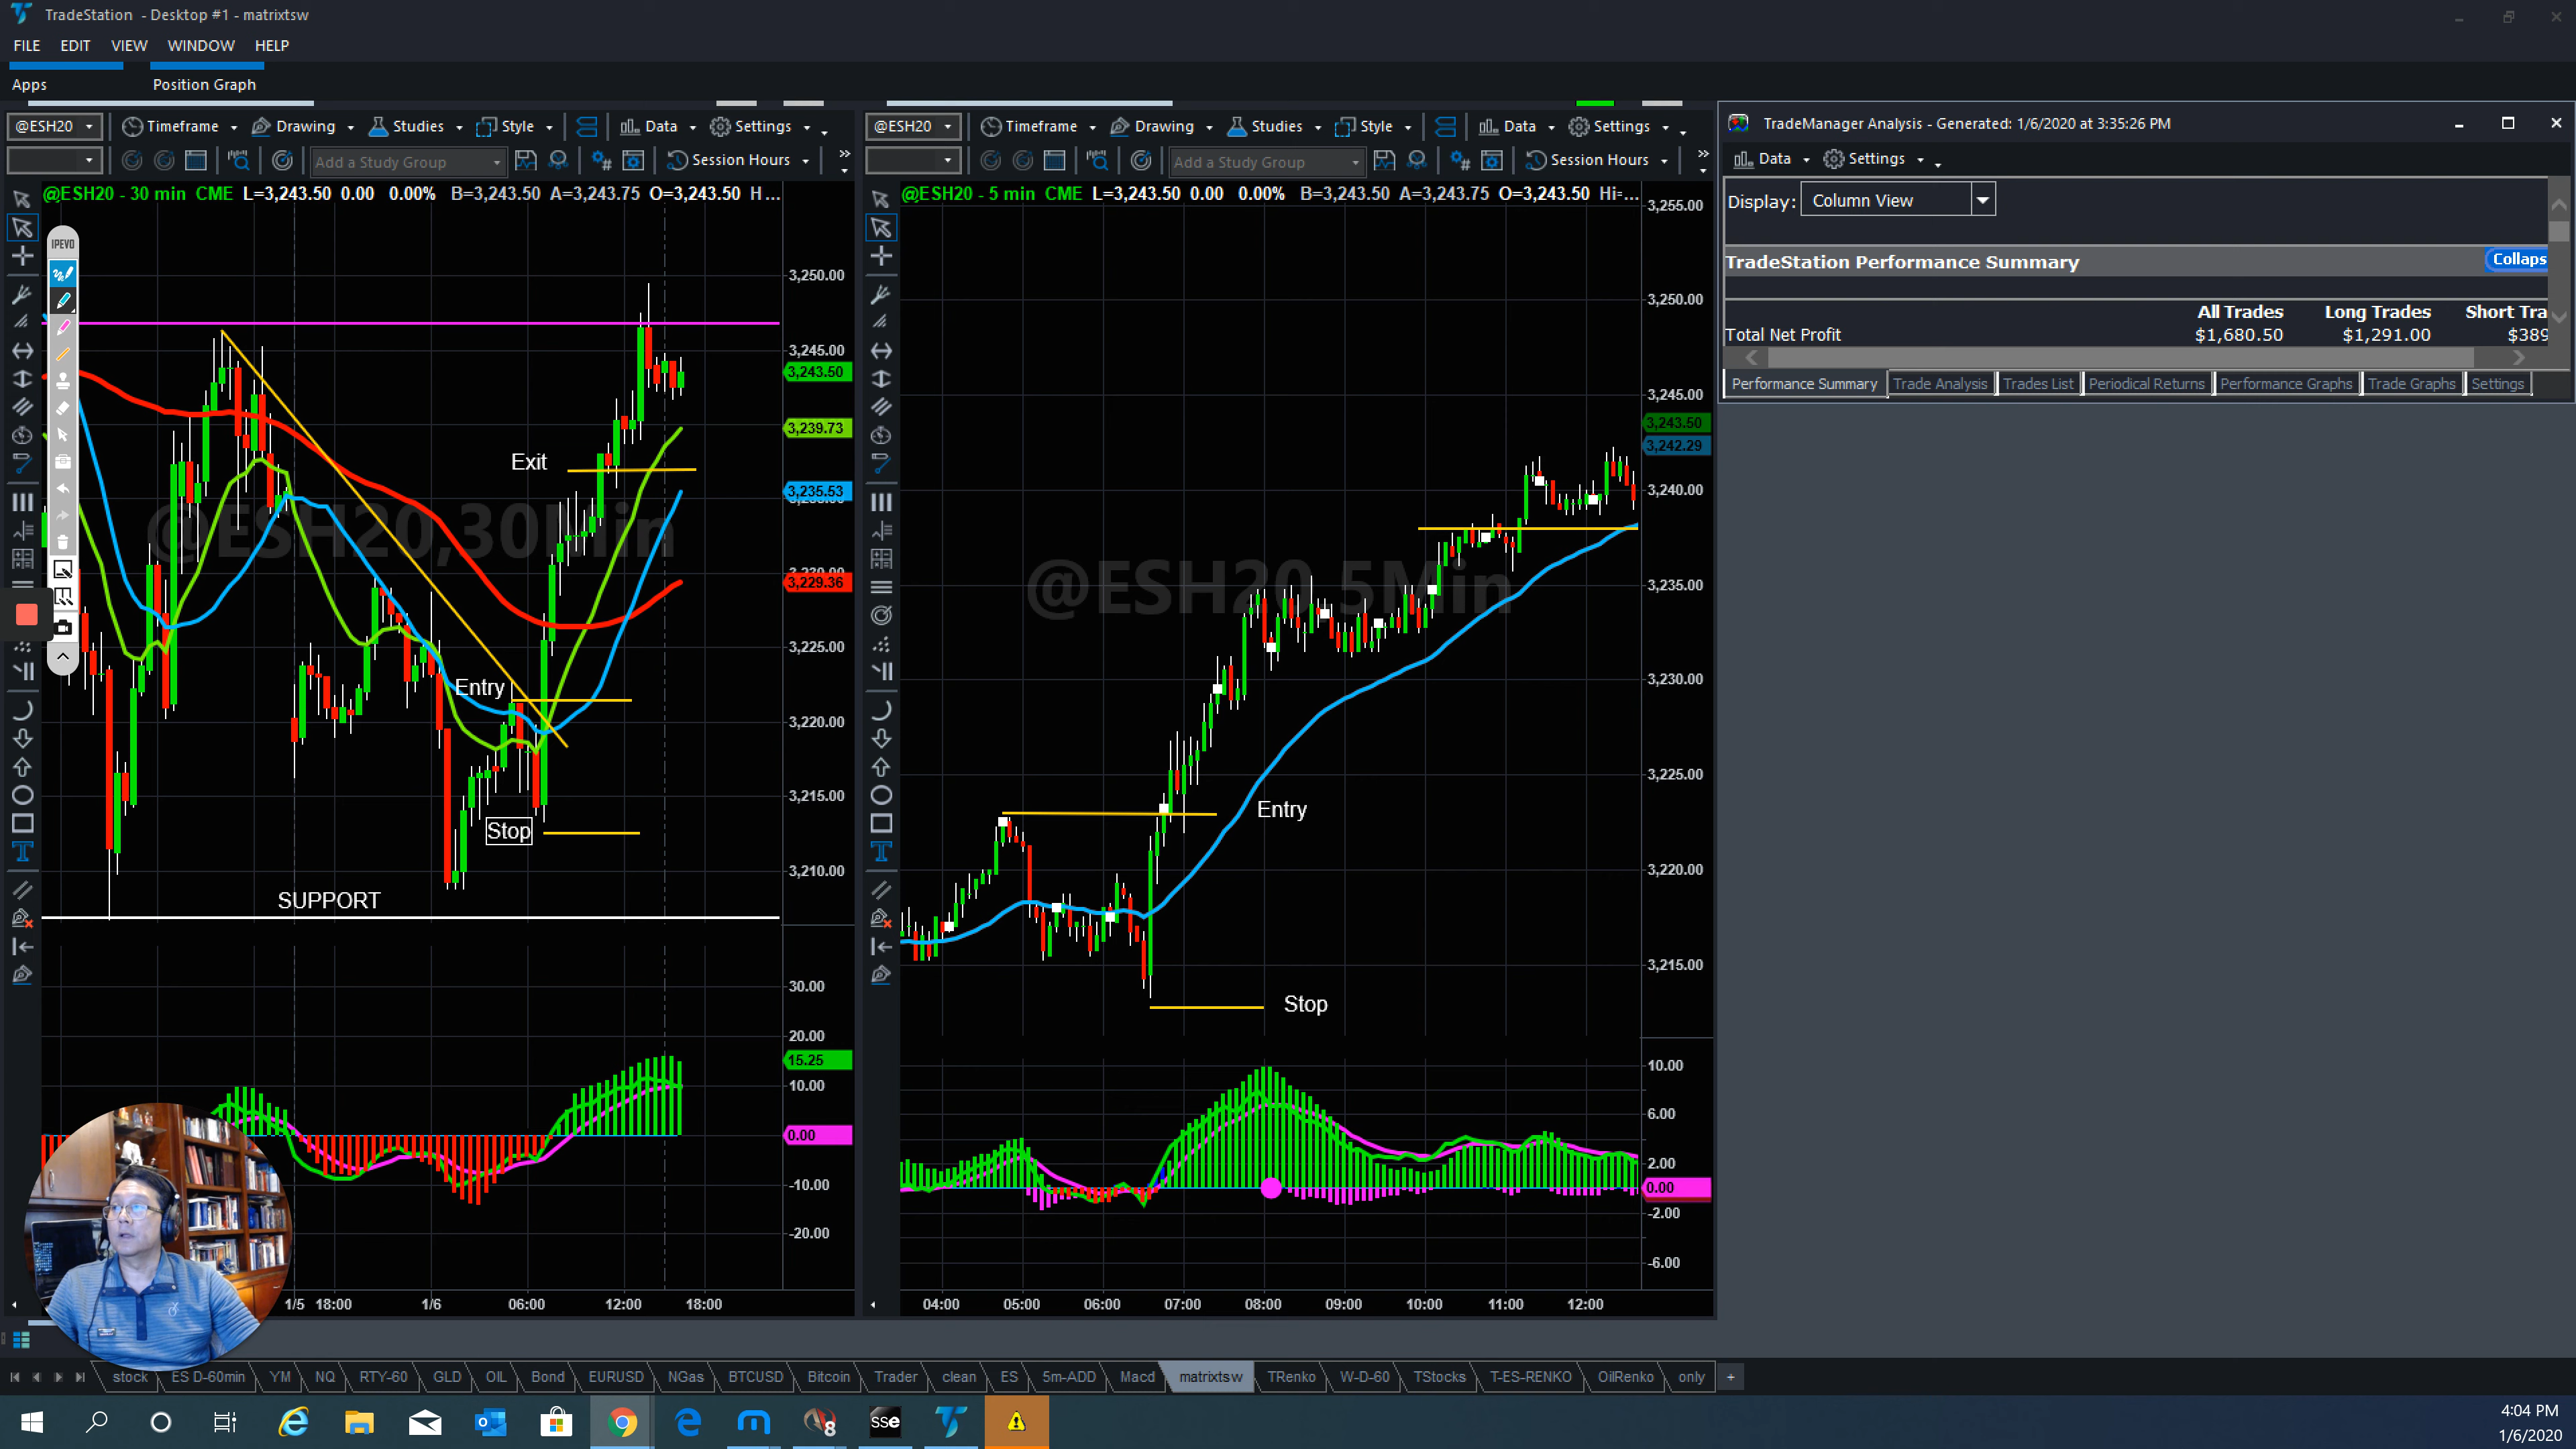 TradeStation - Desktop #1 - matrixtsw
FILE EDIT VIEW WINDOW HELP
Apps Position Graph
@ESH20 Timeframe Drawing Studies Style Data Settings
Add a Study Group Session Hours
@ESH20 - 30 min CME L=3,243.50 0.00 0.00% B=3,243.50 A=3,243.75 O=3,243.50 H ...
IPEVO
3,250.00
3,245.00
3,243.50
3,239.73
Exit
3,235.53
@ESH20,30Min
3,229.36
3,225.00
Entry
3,220.00
3,215.00
Stop
3,210.00
SUPPORT
30.00
20.00
15.25
10.00
0.00
-10.00
-20.00
1/5 18:00 1/6 06:00 12:00 18:00
@ESH20 Timeframe Drawing Studies Style Data Settings
Add a Study Group Session Hours
@ESH20 - 5 min CME L=3,243.50 0.00 0.00% B=3,243.50 A=3,243.75 O=3,243.50 Hi=...
3,255.00
3,250.00
3,245.00
3,243.50
3,242.29
3,240.00
3,235.00
@ESH20,5Min
3,230.00
3,225.00
Entry
3,220.00
3,215.00
Stop
10.00
6.00
2.00
0.00
-2.00
-6.00
04:00 05:00 06:00 07:00 08:00 09:00 10:00 11:00 12:00
TradeManager Analysis - Generated: 1/6/2020 at 3:35:26 PM
Data Settings
Display: Column View
TradeStation Performance Summary Collaps
All Trades Long Trades Short Tra
Total Net Profit $1,680.50 $1,291.00 $389
Performance Summary Trade Analysis Trades List Periodical Returns Performance Graphs Trade Graphs Settings
stock ES D-60min YM NQ RTY-60 GLD OIL Bond EURUSD NGas BTCUSD Bitcoin Trader clean ES 5m-ADD Macd matrixtsw TRenko W-D-60 TStocks T-ES-RENKO OilRenko only +
8 sse
4:04 PM
1/6/2020